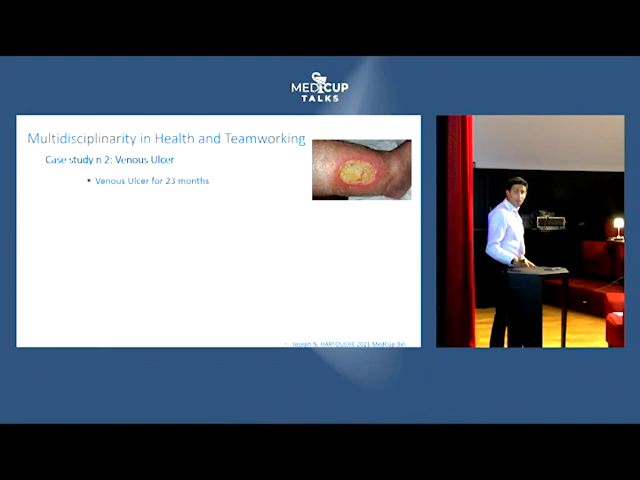 MEDCUP
TALKS
Multidisciplinarity in Health and Teamworking
Case study n 2: Venous Ulcer
▪ Venous Ulcer for 23 months
Joseph N. HARFOUCHE 2021 MedCup Bxl